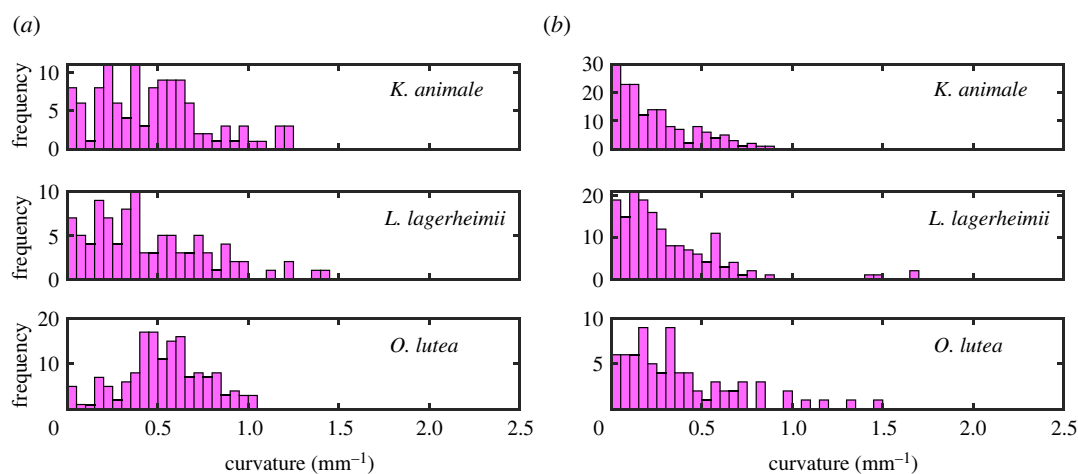 (a) (b)
10 K. animale 30 K. animale
frequency 5 20
10
0 0
10 L. lagerheimii 20 L. lagerheimii
frequency 5 10
0 0
20 O. lutea 10 O. lutea
frequency 10 5
0 0.5 1.0 1.5 2.0 2.5 0 0.5 1.0 1.5 2.0 2.5
curvature (mm⁻¹) curvature (mm⁻¹)